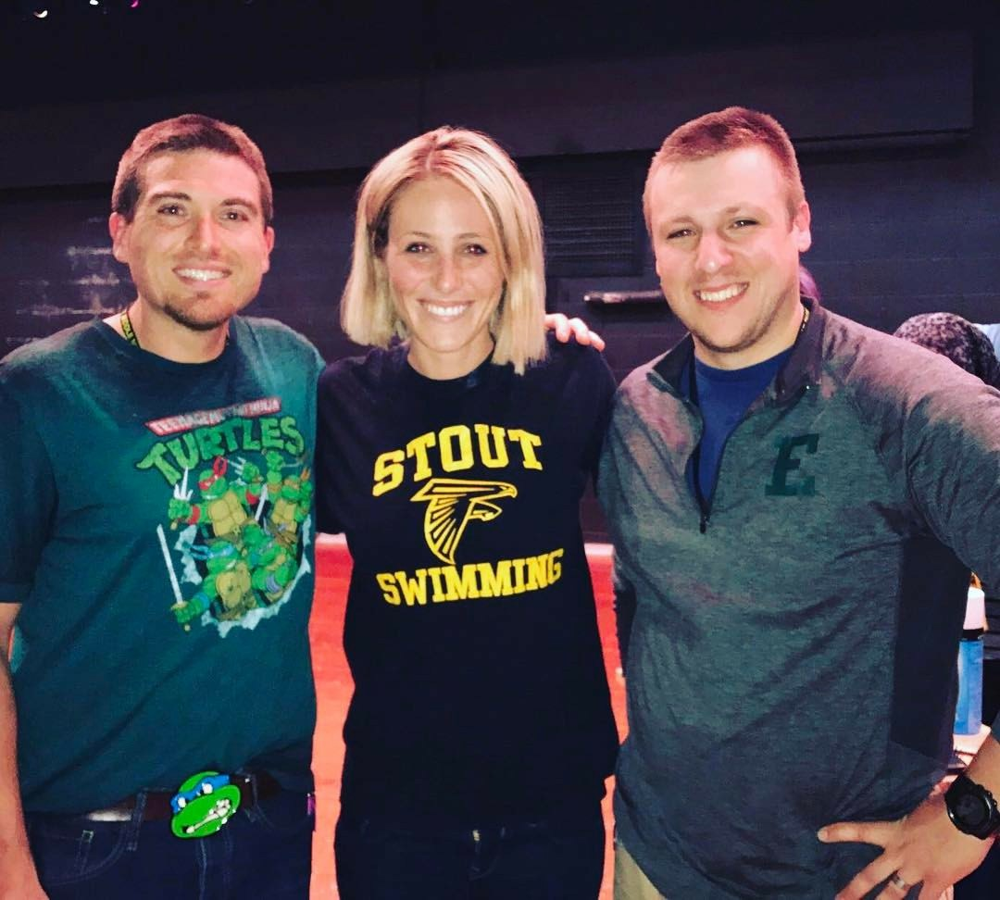 TEENAGE MUTANT NINJA
TURTLES
STOUT
SWIMMING
E